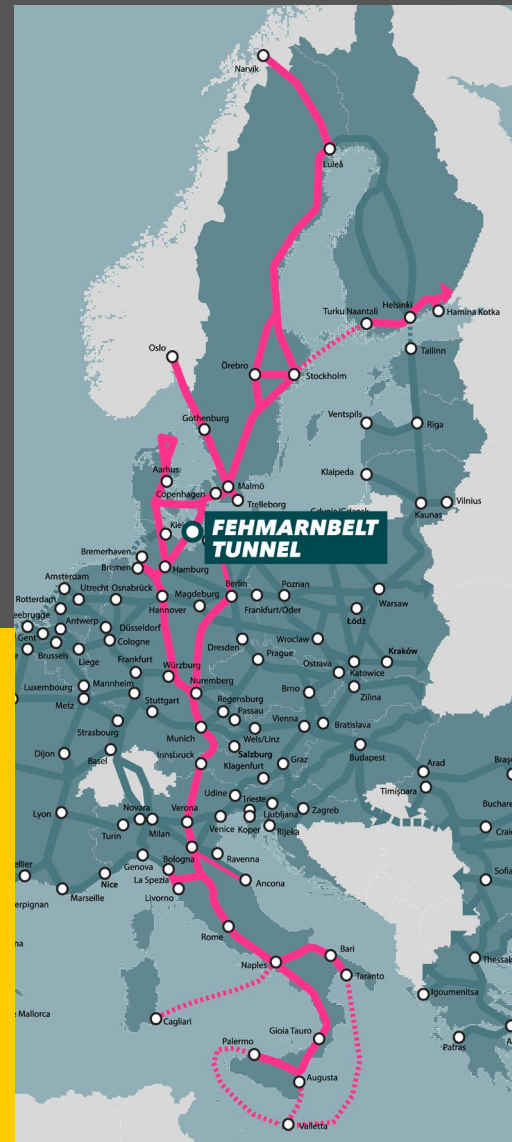 Narvik
Luleå
Helsinki
Turku Naantali
Hamina Kotka
Oslo
Tallinn
Örebro
Stockholm
Gothenburg
Ventspils
Riga
Aarhus
Klaipeda
Malmö
Copenhagen
Trelleborg
Vilnius
Kaunas
FEHMARNBELT
TUNNEL
Bremerhaven
Bremen
Hamburg
Amsterdam
Utrecht
Osnabrück
Magdeburg
Berlin
Poznan
Rotterdam
Hannover
Frankfurt/Oder
Warsaw
Antwerp
Düsseldorf
Łódź
Gent
Cologne
Wroclaw
Brussels
Liege
Dresden
Prague
Kraków
Frankfurt
Würzburg
Ostrava
Katowice
Luxembourg
Mannheim
Nuremberg
Brno
Zilina
Metz
Stuttgart
Regensburg
Passau
Strasbourg
Vienna
Bratislava
Munich
Wels/Linz
Dijon
Basel
Innsbruck
Salzburg
Klagenfurt
Graz
Budapest
Arad
Udine
Trieste
Timișoara
Lyon
Novara
Verona
Ljubljana
Zagreb
Turin
Milan
Venice
Koper
Rijeka
Genova
Bologna
Ravenna
La Spezia
Nice
Livorno
Ancona
Marseille
Rome
Bari
Naples
Taranto
Igoumenitsa
Mallorca
Cagliari
Gioia Tauro
Palermo
Patras
Augusta
Valletta